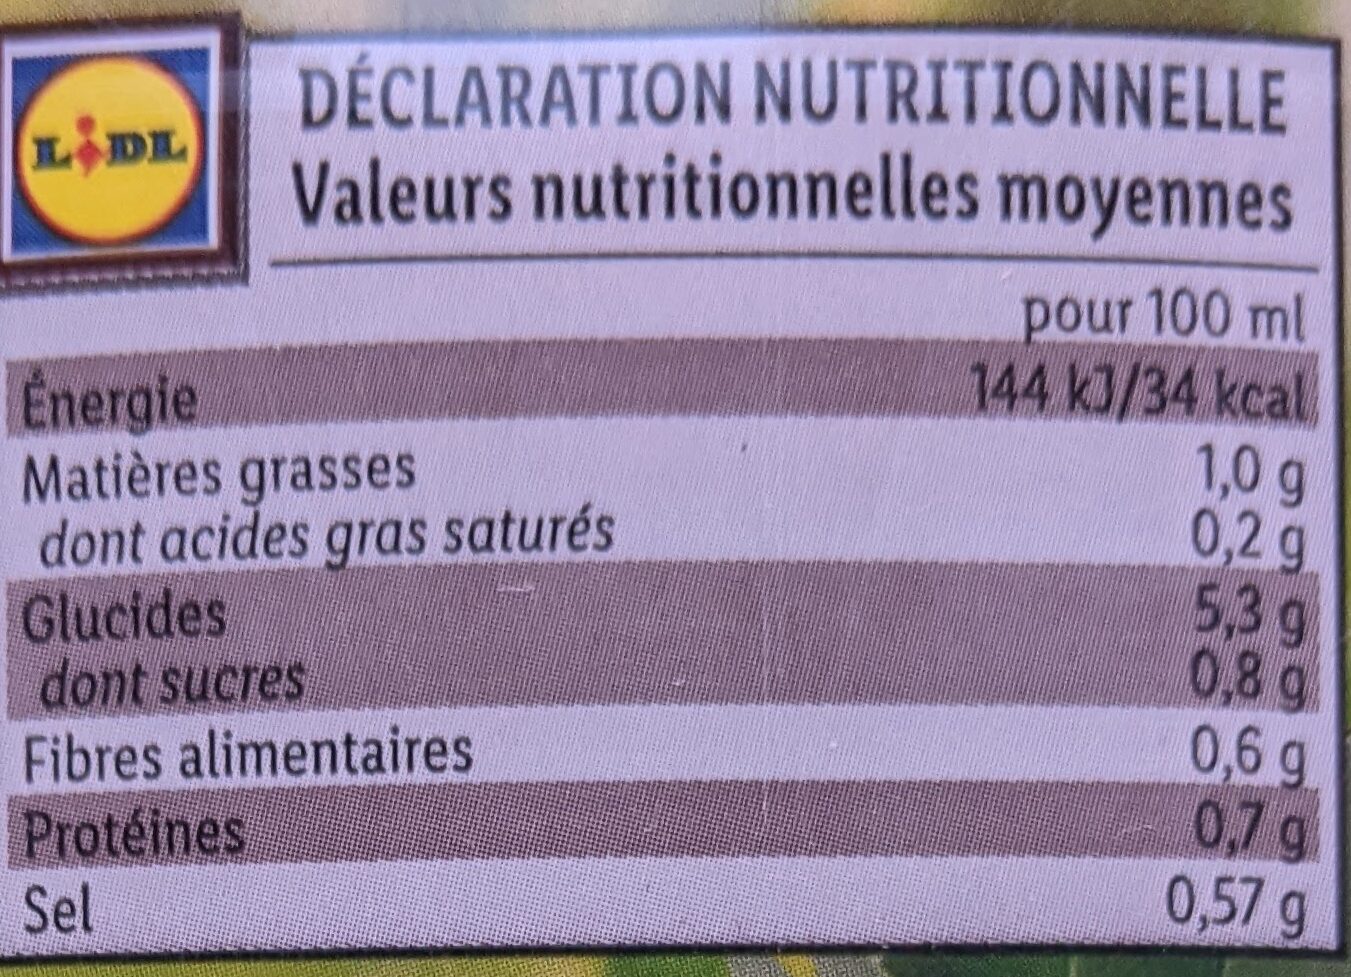 LIDL
DÉCLARATION NUTRITIONNELLE
Valeurs nutritionnelles moyennes
pour 100 ml
Énergie 144 kJ/34 kcal
Matières grasses 1,0 g
dont acides gras saturés 0,2 g
Glucides 5,3 g
dont sucres 0,8 g
Fibres alimentaires 0,6 g
Protéines 0,7 g
Sel 0,57 g